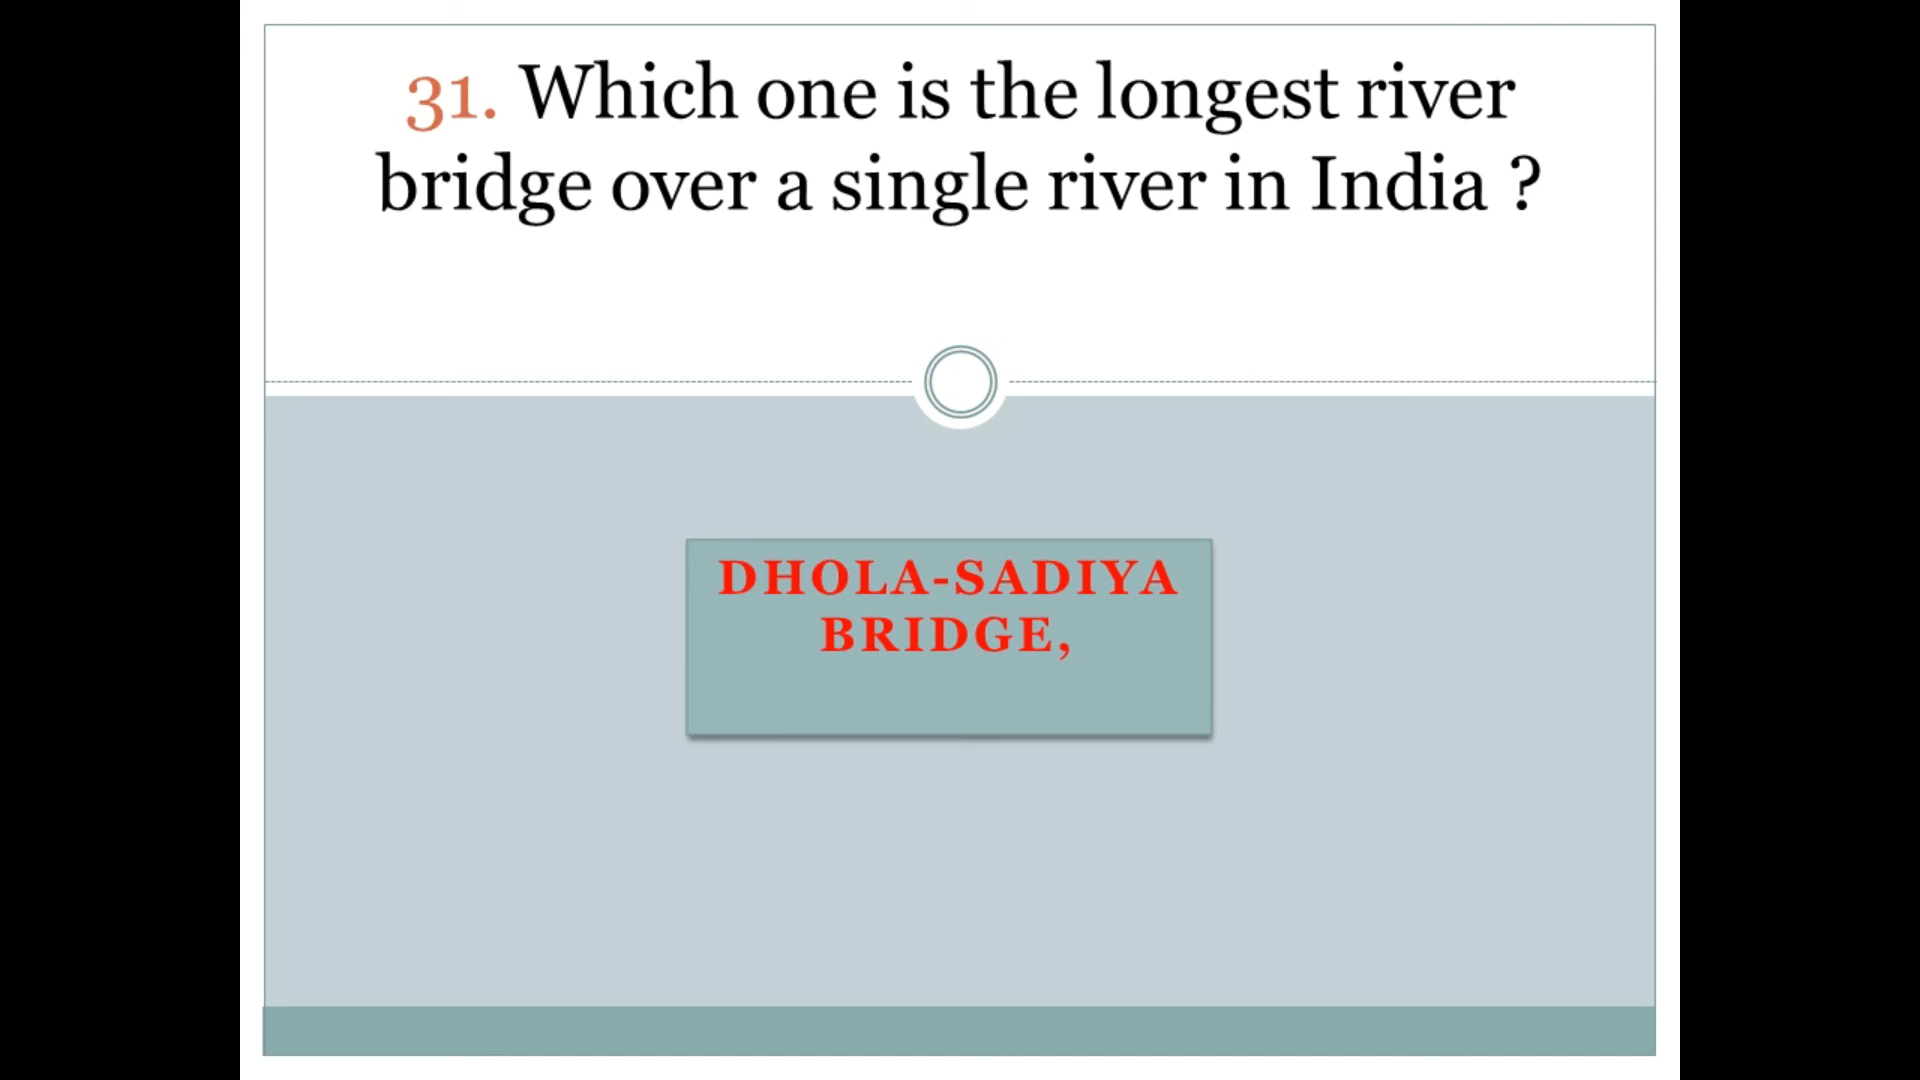 31. Which one is the longest river
bridge over a single river in India ?
DHOLA-SADIYA
BRIDGE,